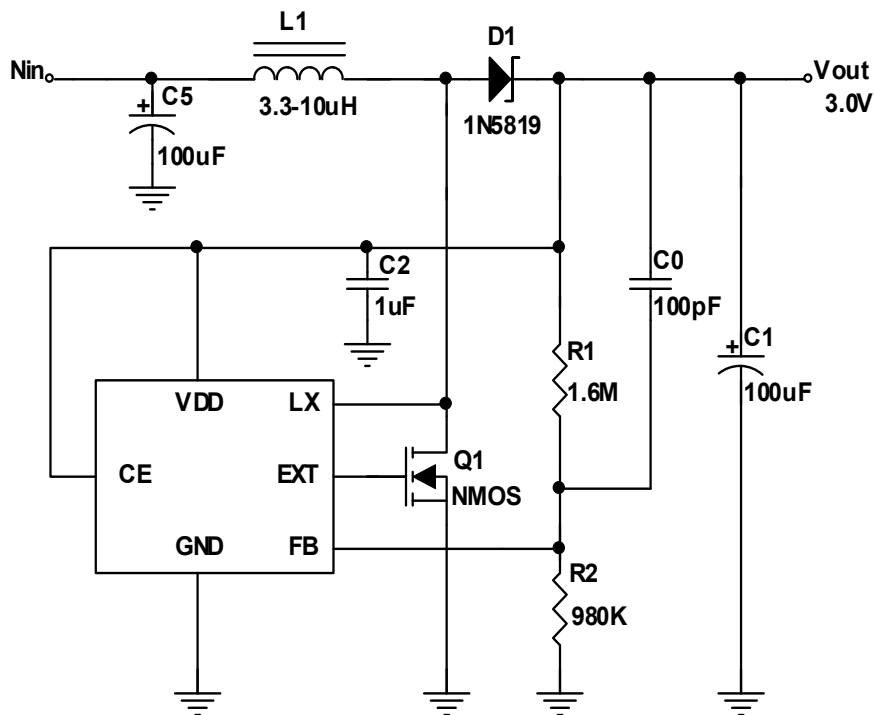 L1
D1
Nin
Vout
C5
3.3-10uH
1N5819
3.0V
+
100uF
C2
C0
1uF
100pF
R1
C1
+
VDD
LX
1.6M
100uF
CE
EXT
Q1
NMOS
GND
FB
R2
980K